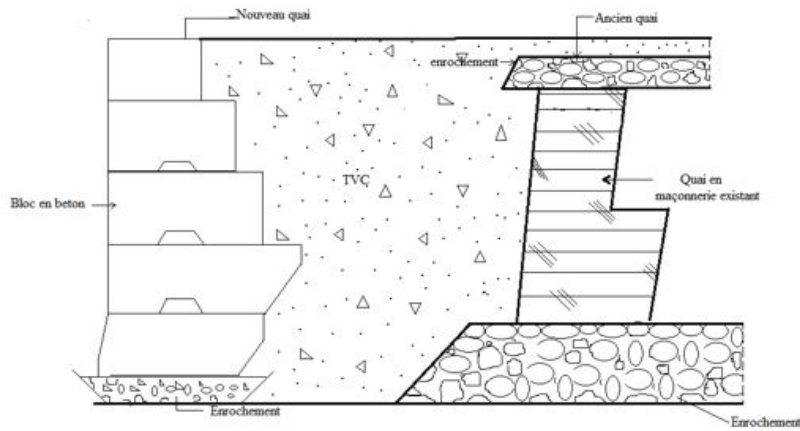 Nouveau quai
Ancien quai
enrochement
TVC
Bloc en beton
Quai en
maçonnerie existant
Enrochement
Enrochement